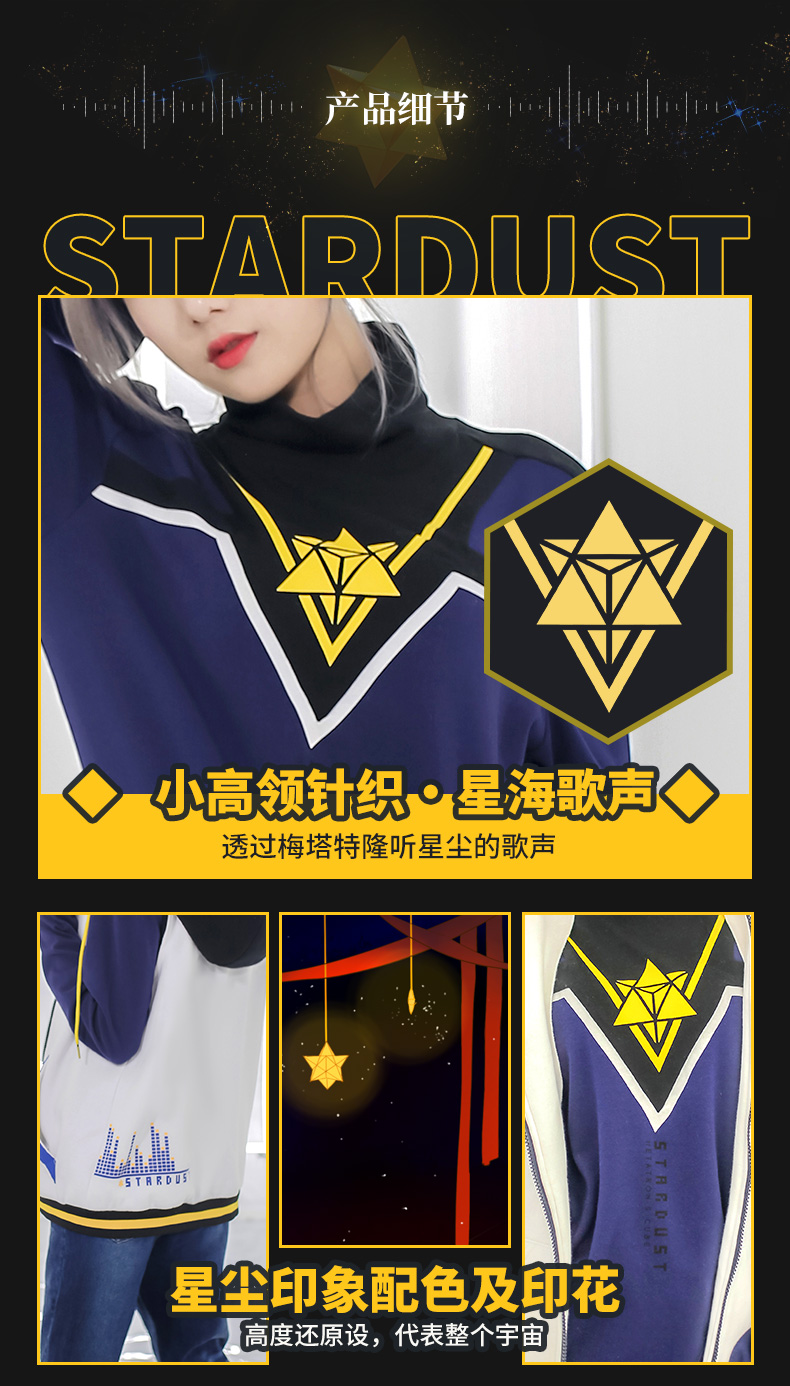 产品细节
STARDUST
小高领针织·星海歌声
透过梅塔特隆听星尘的歌声
STARDUS
STARDUST
星尘印象配色及印花
高度还原设，代表整个宇宙